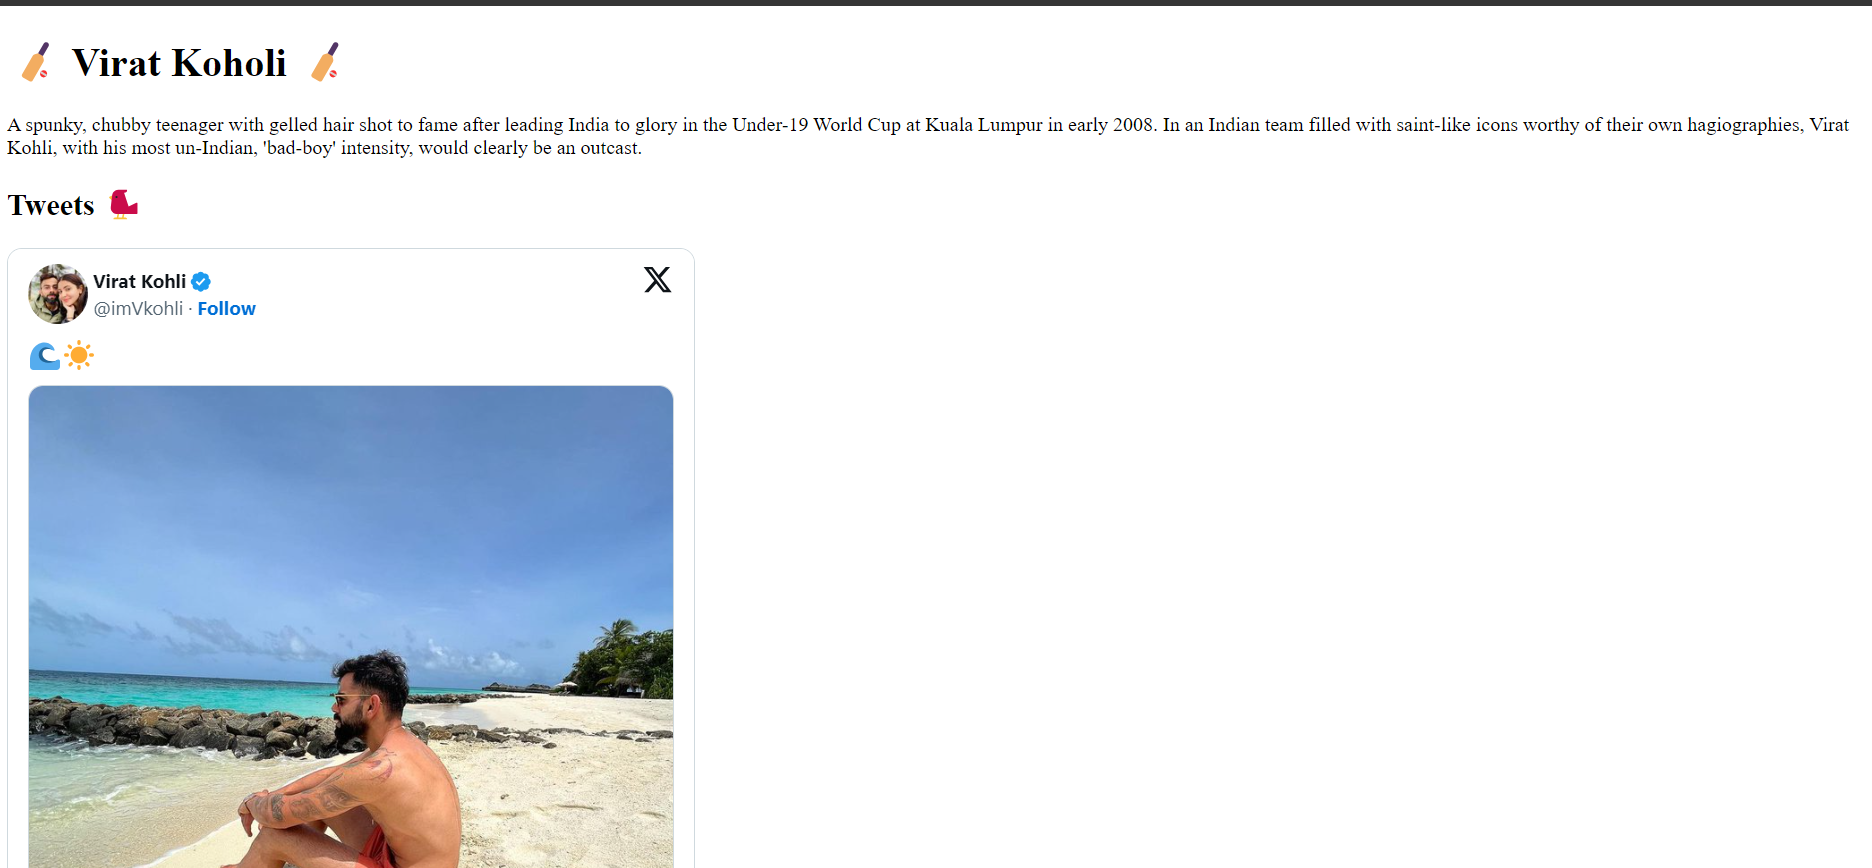 Virat Koholi
A spunky, chubby teenager with gelled hair shot to fame after leading India to glory in the Under-19 World Cup at Kuala Lumpur in early 2008. In an Indian team filled with saint-like icons worthy of their own hagiographies, Virat
Kohli, with his most un-Indian, 'bad-boy' intensity, would clearly be an outcast.
Tweets
Virat Kohli
@imVkohli · Follow